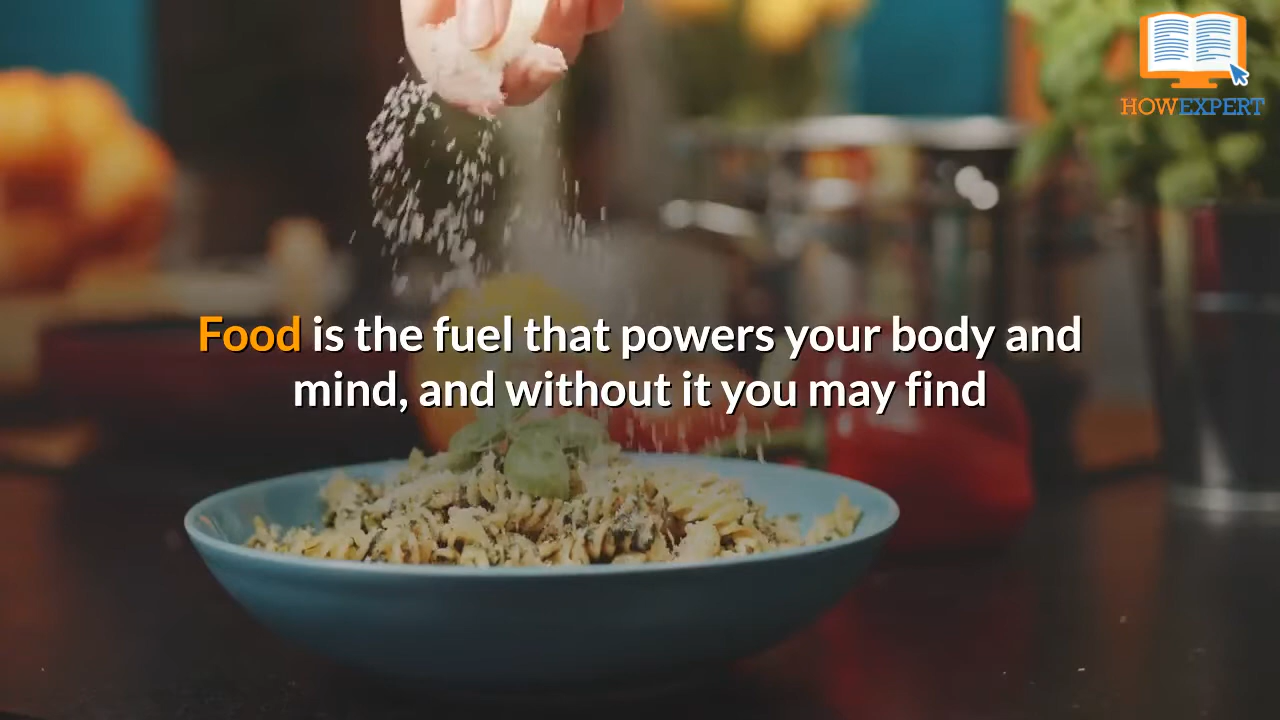 HOWEXPERT
Food is the fuel that powers your body and
mind, and without it you may find